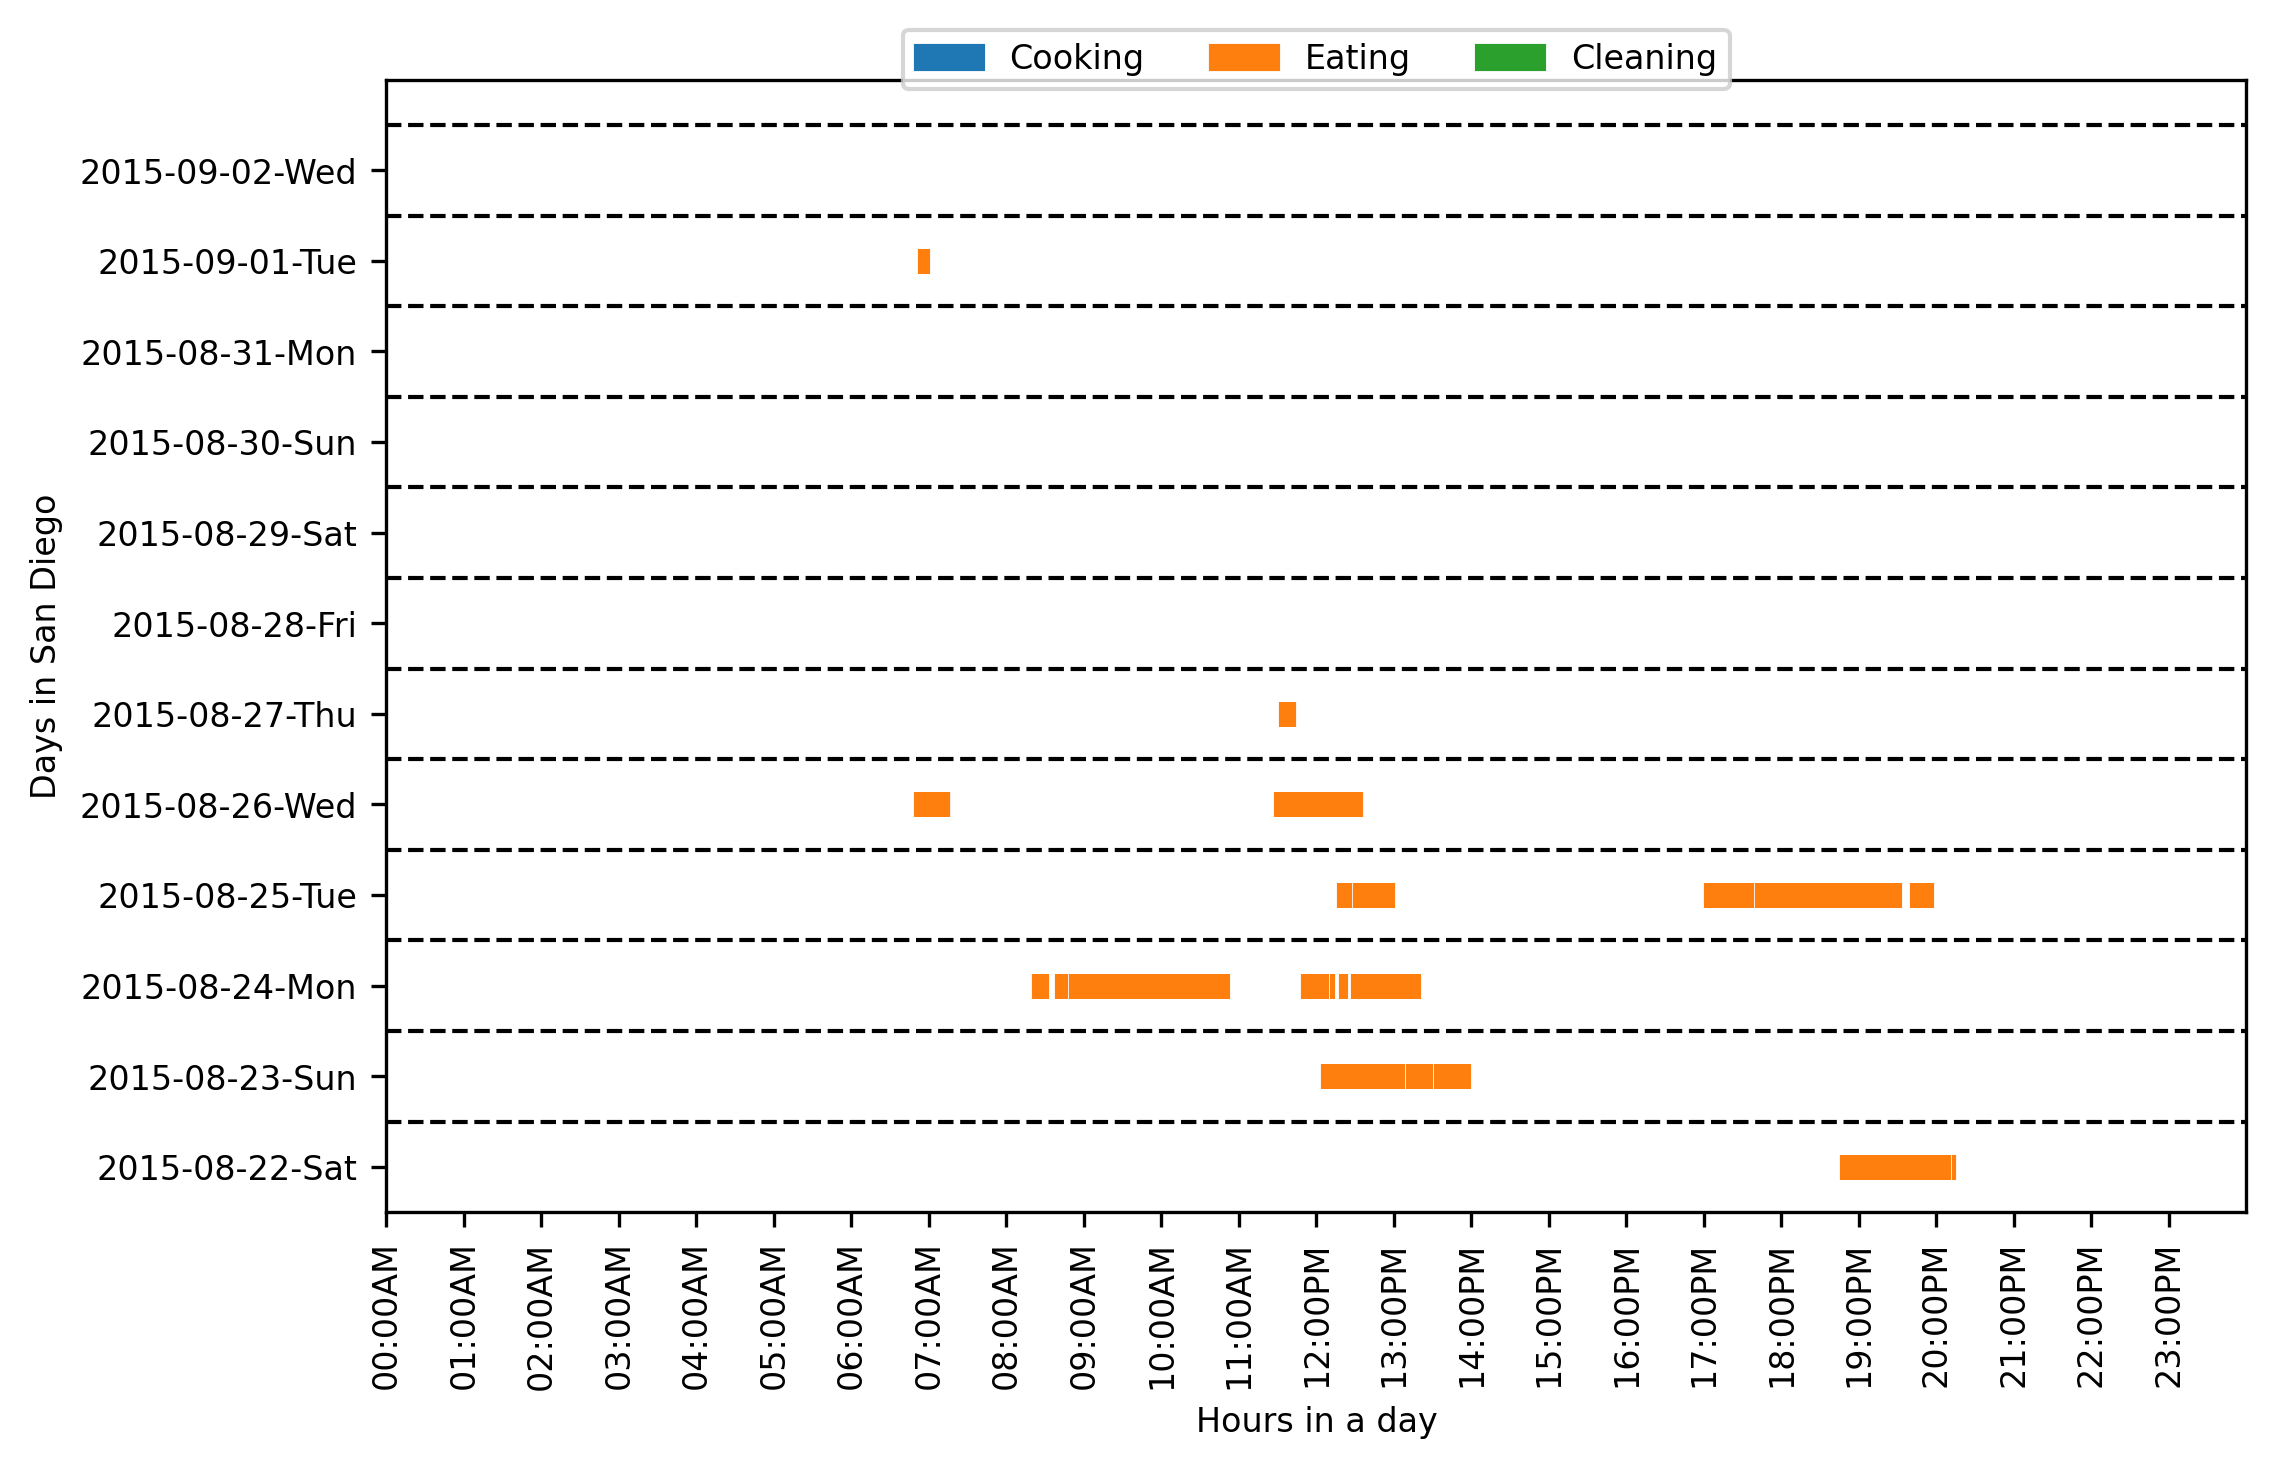 Cooking Eating Cleaning
2015-09-02-Wed
2015-09-01-Tue
2015-08-31-Mon
2015-08-30-Sun
2015-08-29-Sat
2015-08-28-Fri
2015-08-27-Thu
2015-08-26-Wed
2015-08-25-Tue
2015-08-24-Mon
2015-08-23-Sun
2015-08-22-Sat
Days in San Diego
00:00AM
01:00AM
02:00AM
03:00AM
04:00AM
05:00AM
06:00AM
07:00AM
08:00AM
09:00AM
10:00AM
11:00AM
12:00PM
13:00PM
14:00PM
15:00PM
16:00PM
17:00PM
18:00PM
19:00PM
20:00PM
21:00PM
22:00PM
23:00PM
Hours in a day